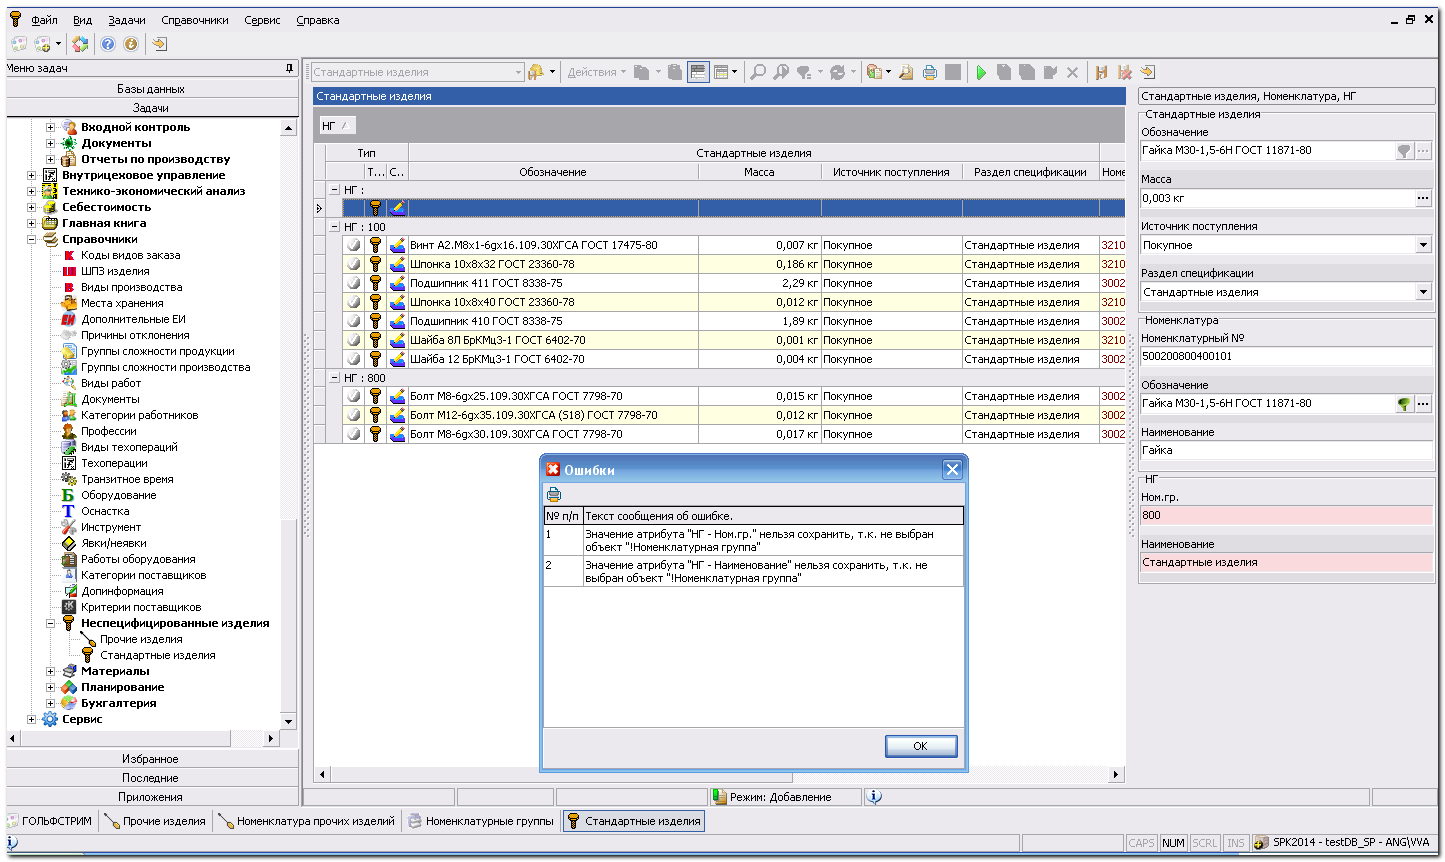 Файл Вид Задачи Справочники Сервис Справка
Меню задач
Базы данных
Задачи
Входной контроль
Документы
Отчеты по производству
Внутрицеховое управление
Технико-экономический анализ
Себестоимость
Главная книга
Справочники
Коды видов заказа
ШПЗ изделия
Виды производства
Места хранения
Дополнительные ЕИ
Причины отклонения
Группы сложности продукции
Группы сложности производства
Виды работ
Документы
Категории работников
Профессии
Виды техопераций
Техоперации
Транзитное время
Оборудование
Оснастка
Инструмент
Явки/неявки
Работы оборудования
Категории поставщиков
Допинформация
Критерии поставщиков
Неспецифицированные изделия
Прочие изделия
Стандартные изделия
Материалы
Планирование
Бухгалтерия
Сервис
Избранное
Последние
Приложения
Стандартные изделия Действия
Стандартные изделия
НГ
Тип Стандартные изделия
Т... С.. Обозначение Масса Источник поступления Раздел спецификации Номе
НГ :
НГ : 100
Винт А2.М8х1-6gх16.109.30ХГСА ГОСТ 17475-80 0,007 кг Покупное Стандартные изделия 3210
Шпонка 10х8х32 ГОСТ 23360-78 0,186 кг Покупное Стандартные изделия 3210
Подшипник 411 ГОСТ 8338-75 2,29 кг Покупное Стандартные изделия 3002
Шпонка 10х8х40 ГОСТ 23360-78 0,012 кг Покупное Стандартные изделия 3210
Подшипник 410 ГОСТ 8338-75 1,89 кг Покупное Стандартные изделия 3002
Шайба 8Л БрКМц3-1 ГОСТ 6402-70 0,001 кг Покупное Стандартные изделия 3210
Шайба 12 БрКМц3-1 ГОСТ 6402-70 0,004 кг Покупное Стандартные изделия 3002
НГ : 800
Болт М8-6gх25.109.30ХГСА ГОСТ 7798-70 0,015 кг Покупное Стандартные изделия 3002
Болт М12-6gх35.109.30ХГСА (S18) ГОСТ 7798-70 0,012 кг Покупное Стандартные изделия 3002
Болт М8-6gх30.109.30ХГСА ГОСТ 7798-70 0,017 кг Покупное Стандартные изделия 3002
Ошибки
№ п/п Текст сообщения об ошибке.
1 Значение атрибута "НГ - Ном.гр." нельзя сохранить, т.к. не выбран
объект "!Номенклатурная группа"
2 Значение атрибута "НГ - Наименование" нельзя сохранить, т.к. не
выбран объект "!Номенклатурная группа"
OK
Стандартные изделия, Номенклатура, НГ
Стандартные изделия
Обозначение
Гайка М30-1,5-6Н ГОСТ 11871-80
Масса
0,003 кг
Источник поступления
Покупное
Раздел спецификации
Стандартные изделия
Номенклатура
Номенклатурный №
500200800400101
Обозначение
Гайка М30-1,5-6Н ГОСТ 11871-80
Наименование
Гайка
НГ
Ном.гр.
800
Наименование
Стандартные изделия
Режим: Добавление
ГОЛЬФСТРИМ Прочие изделия Номенклатура прочих изделий Номенклатурные группы Стандартные изделия
CAPS NUM SCRL INS SPK2014 - testDB_SP - ANG\VVA